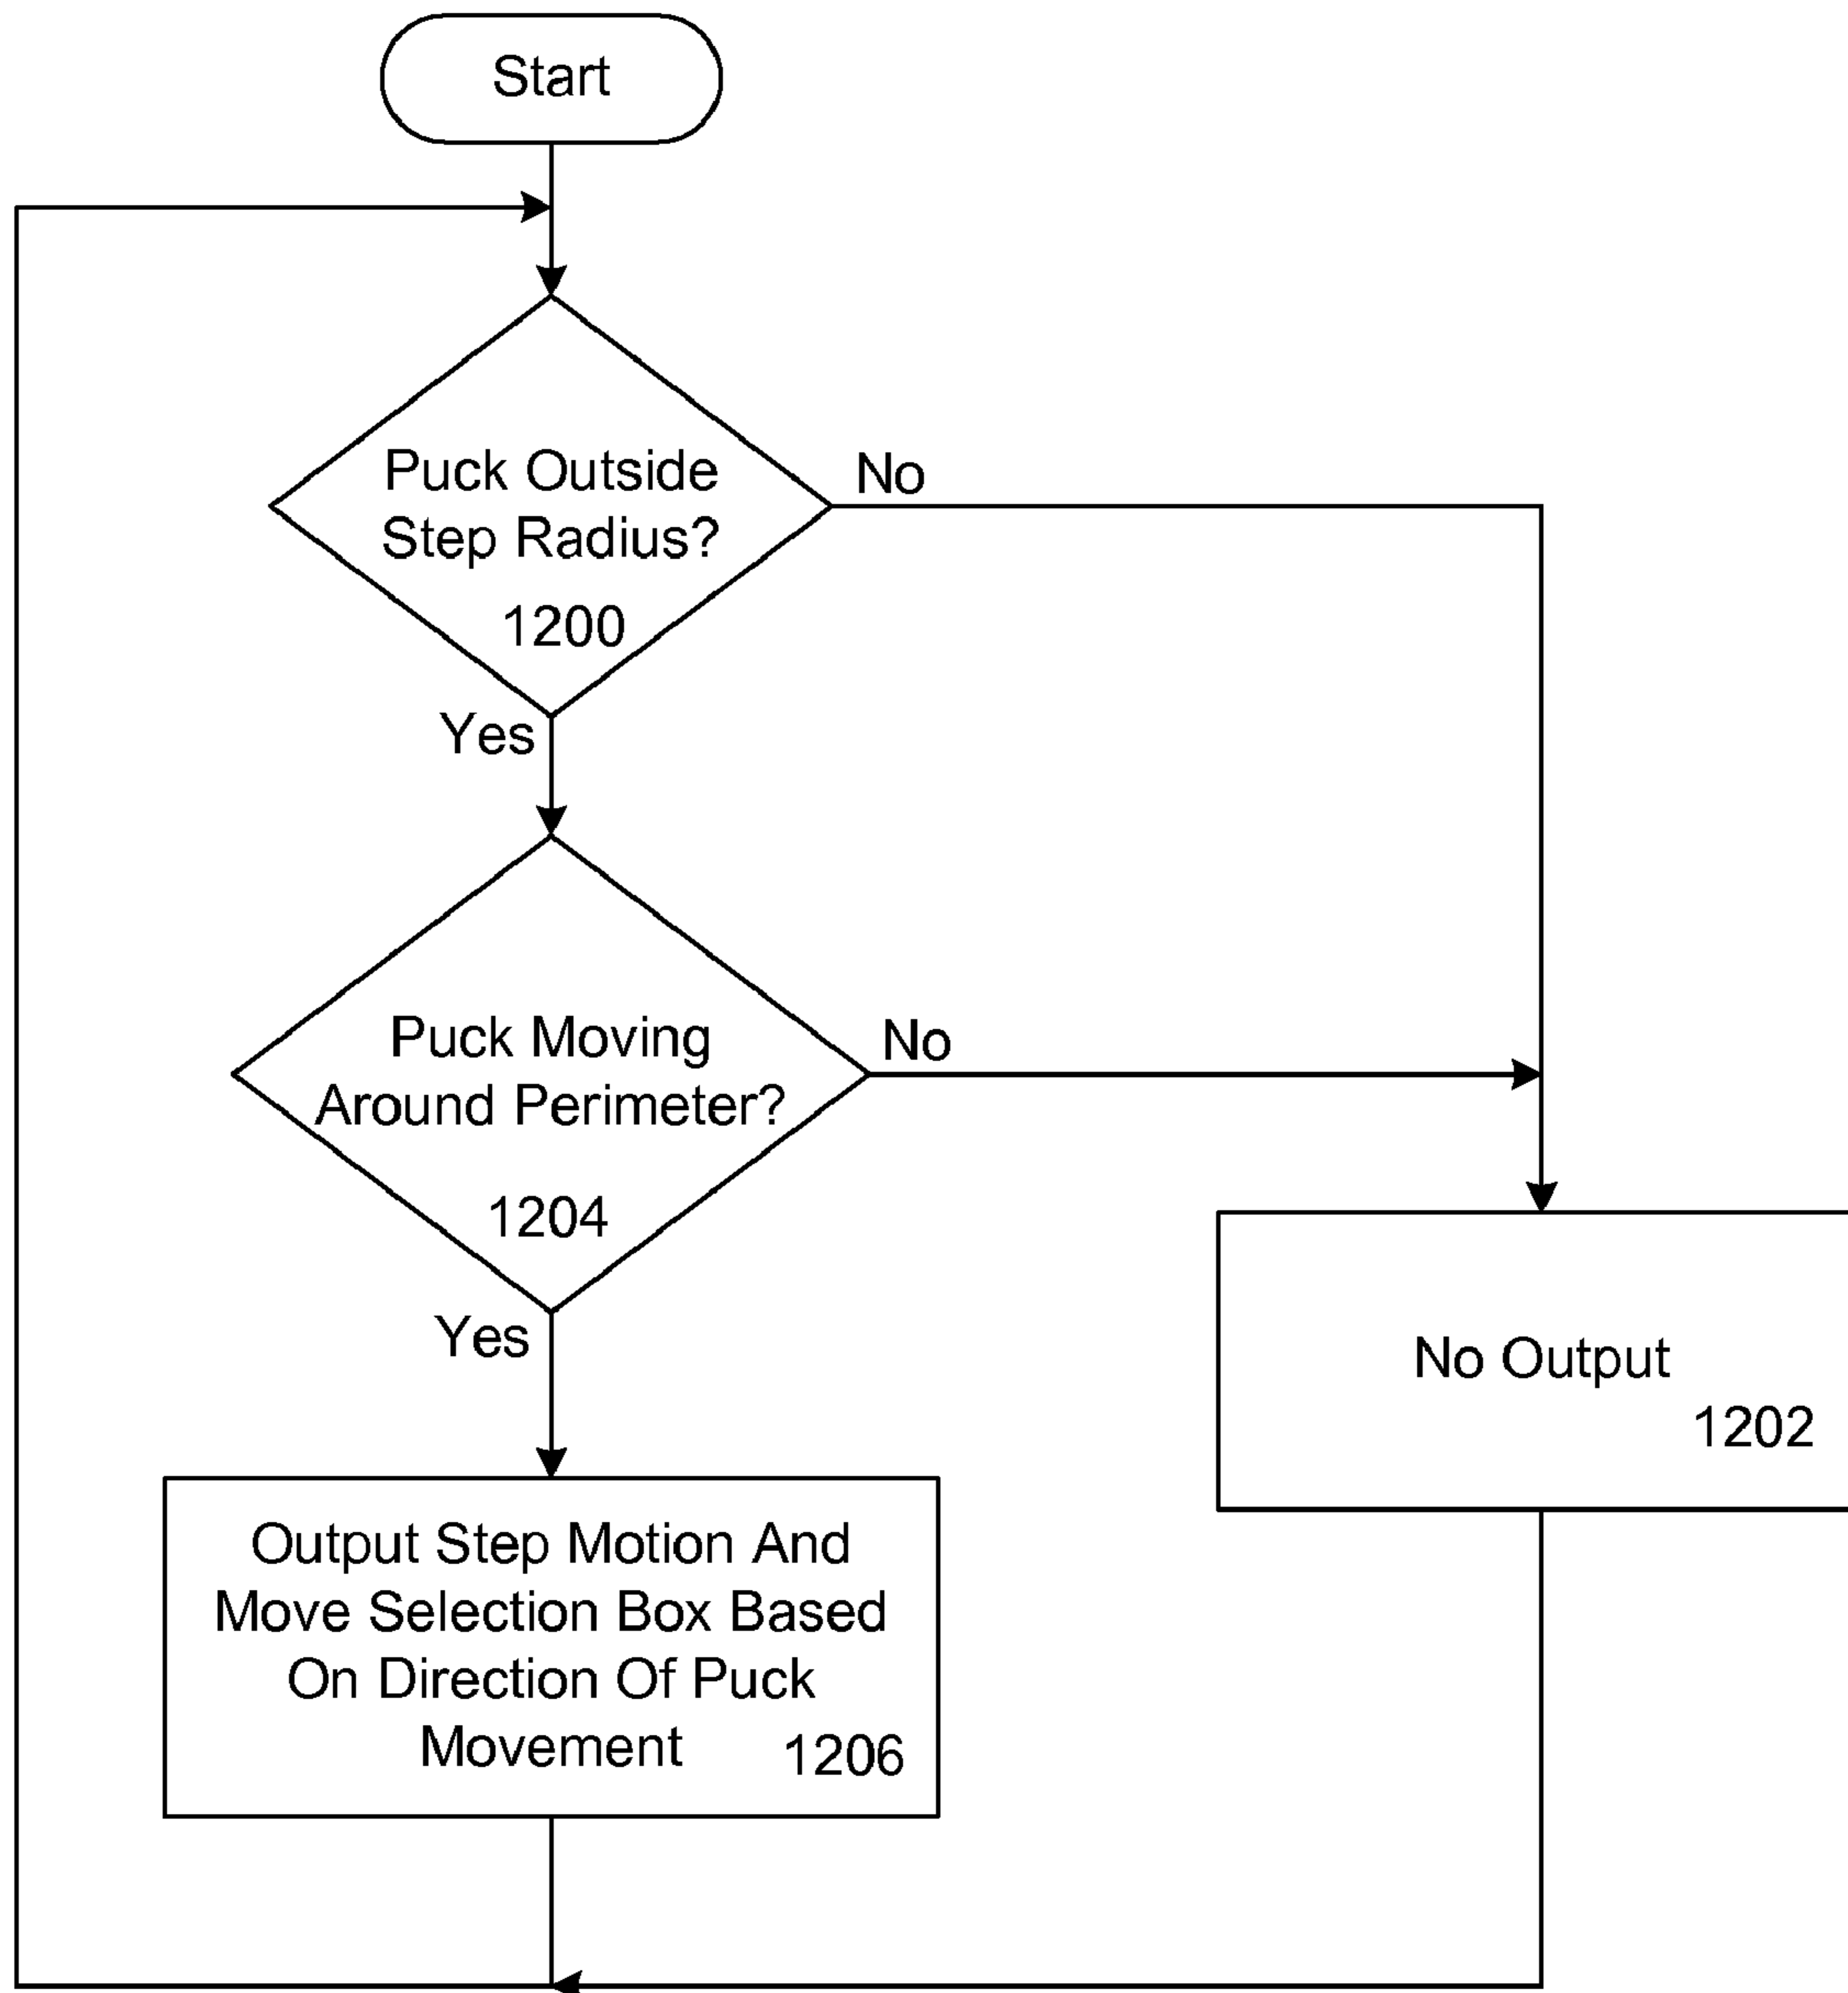 Start
Puck Outside
Step Radius?
1200
No
Yes
Puck Moving
Around Perimeter?
1204
No
Yes
No Output
1202
Output Step Motion And
Move Selection Box Based
On Direction Of Puck
Movement 1206